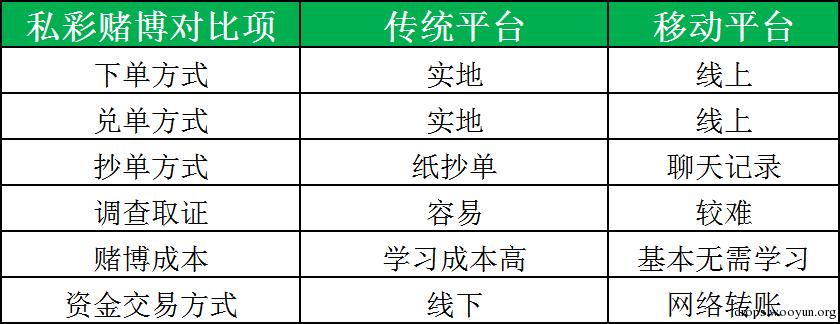 私彩赌博对比项 传统平台 移动平台
下单方式 实地 线上
兑单方式 实地 线上
抄单方式 纸抄单 聊天记录
调查取证 容易 较难
赌博成本 学习成本高 基本无需学习
资金交易方式 线下 网络转账
drops.wooyun.org